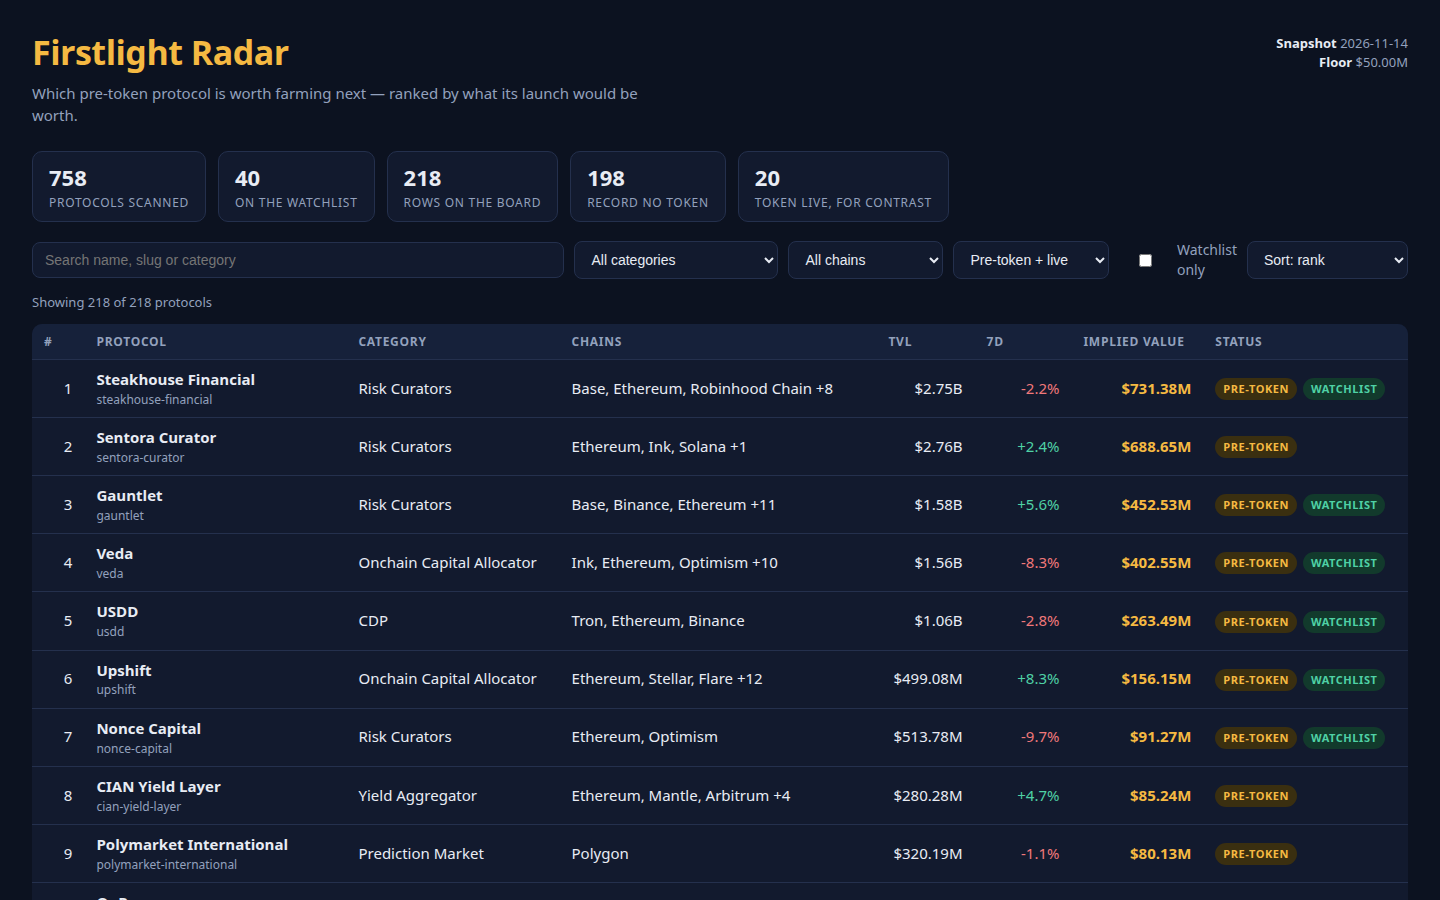 Firstlight Radar
Snapshot 2026-11-14
Floor $50.00M
Which pre-token protocol is worth farming next — ranked by what its launch would be
worth.
758
PROTOCOLS SCANNED
40
ON THE WATCHLIST
218
ROWS ON THE BOARD
198
RECORD NO TOKEN
20
TOKEN LIVE, FOR CONTRAST
Search name, slug or category
All categories
All chains
Pre-token + live
Watchlist
only
Sort: rank
Showing 218 of 218 protocols
# PROTOCOL CATEGORY CHAINS TVL 7D IMPLIED VALUE STATUS
1 Steakhouse Financial Risk Curators Base, Ethereum, Robinhood Chain +8 $2.75B -2.2% $731.38M PRE-TOKEN WATCHLIST
steakhouse-financial
2 Sentora Curator Risk Curators Ethereum, Ink, Solana +1 $2.76B +2.4% $688.65M PRE-TOKEN
sentora-curator
3 Gauntlet Risk Curators Base, Binance, Ethereum +11 $1.58B +5.6% $452.53M PRE-TOKEN WATCHLIST
gauntlet
4 Veda Onchain Capital Allocator Ink, Ethereum, Optimism +10 $1.56B -8.3% $402.55M PRE-TOKEN WATCHLIST
veda
5 USDD CDP Tron, Ethereum, Binance $1.06B -2.8% $263.49M PRE-TOKEN WATCHLIST
usdd
6 Upshift Onchain Capital Allocator Ethereum, Stellar, Flare +12 $499.08M +8.3% $156.15M PRE-TOKEN WATCHLIST
upshift
7 Nonce Capital Risk Curators Ethereum, Optimism $513.78M -9.7% $91.27M PRE-TOKEN WATCHLIST
nonce-capital
8 CIAN Yield Layer Yield Aggregator Ethereum, Mantle, Arbitrum +4 $280.28M +4.7% $85.24M PRE-TOKEN
cian-yield-layer
9 Polymarket International Prediction Market Polygon $320.19M -1.1% $80.13M PRE-TOKEN
polymarket-international